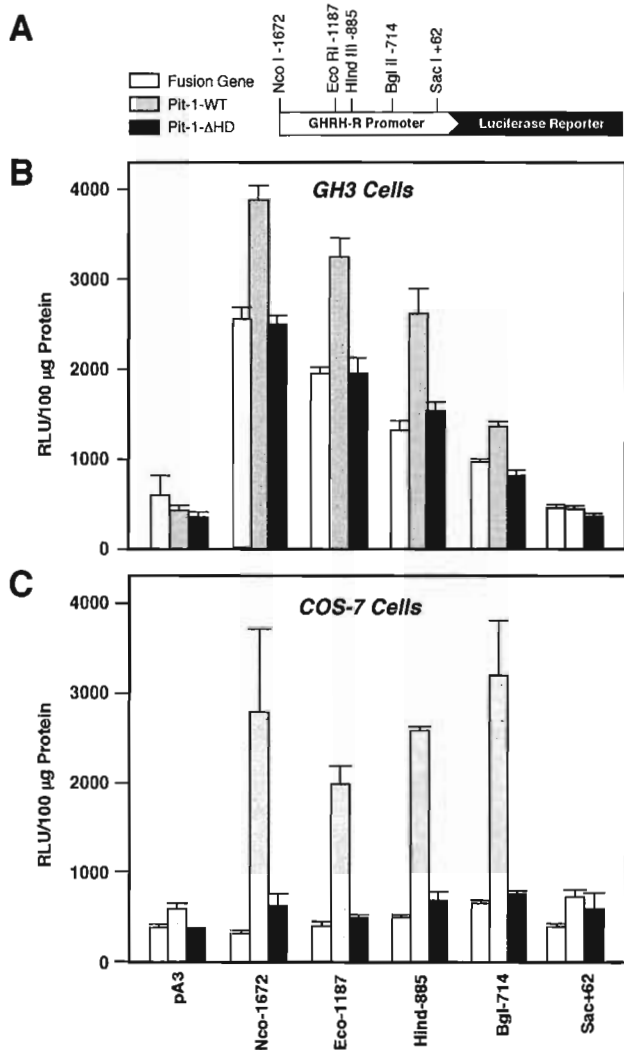 A
Nco I -1672
Eco RI -1187
Hind III -885
Bgl II -714
Sac I +62
Fusion Gene
Pit-1-WT
Pit-1-ΔHD
GHRH-R Promoter
Luciferase Reporter
B
GH3 Cells
RLU/100 µg Protein
4000
3000
2000
1000
0
C
COS-7 Cells
RLU/100 µg Protein
4000
3000
2000
1000
0
pA3
Nco-1672
Eco-1187
Hind-885
Bgl-714
Sac+62